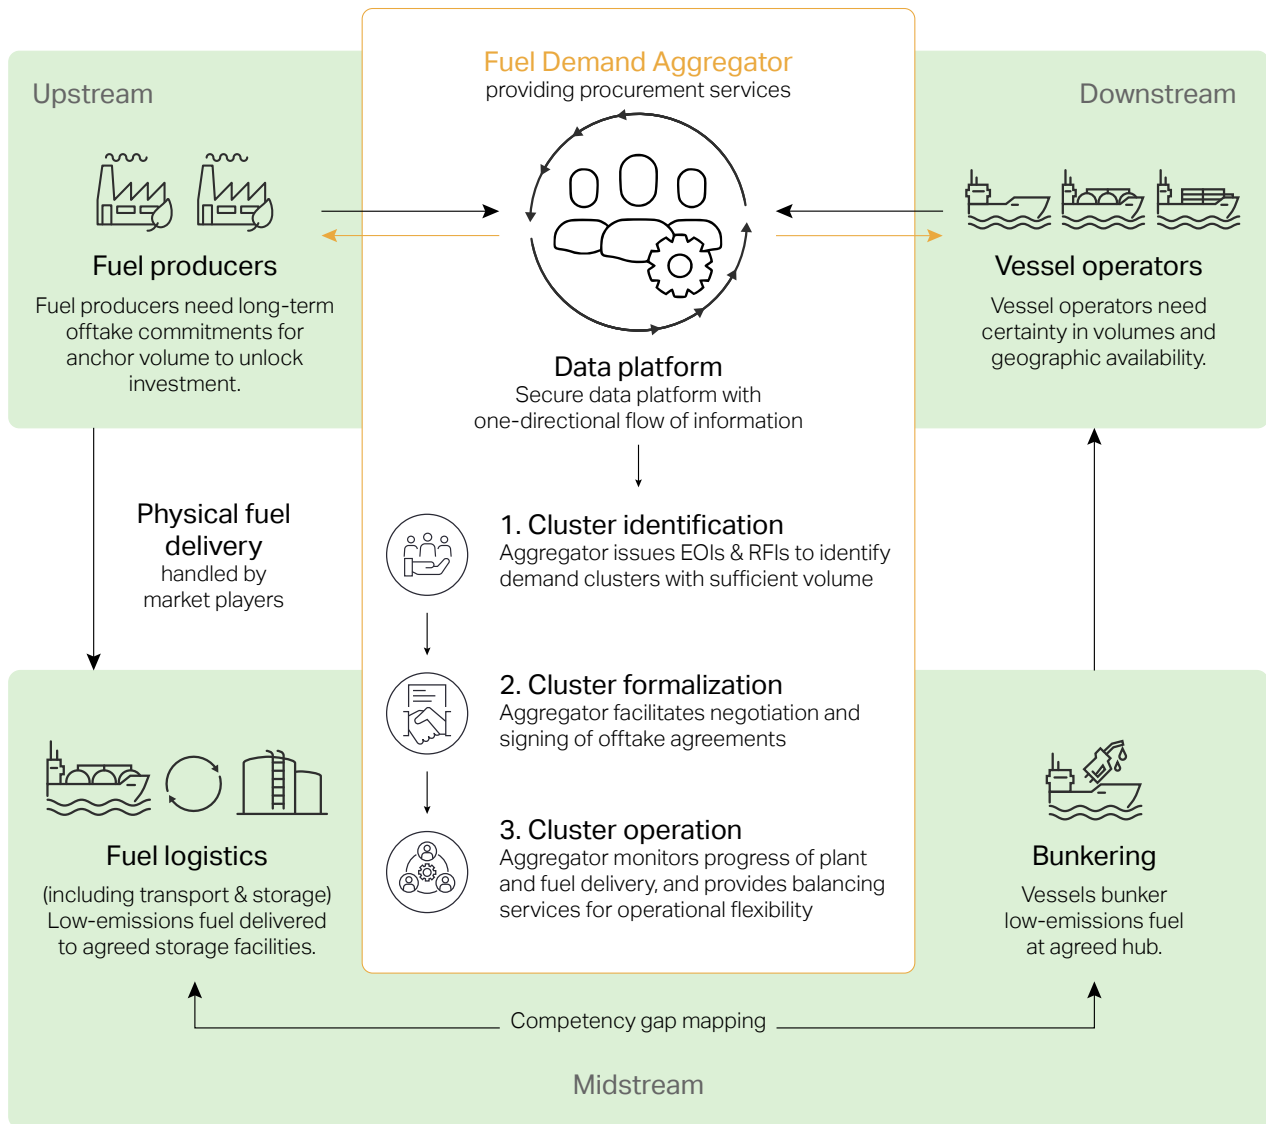 Fuel Demand Aggregator
providing procurement services
Upstream
Downstream
Fuel producers
Fuel producers need long-term
offtake commitments for
anchor volume to unlock
investment.
Vessel operators
Vessel operators need
certainty in volumes and
geographic availability.
Data platform
Secure data platform with
one-directional flow of information
Physical fuel
delivery
handled by
market players
1. Cluster identification
Aggregator issues EOIs & RFIs to identify
demand clusters with sufficient volume
2. Cluster formalization
Aggregator facilitates negotiation and
signing of offtake agreements
3. Cluster operation
Aggregator monitors progress of plant
and fuel delivery, and provides balancing
services for operational flexibility
Fuel logistics
(including transport & storage)
Low-emissions fuel delivered
to agreed storage facilities.
Bunkering
Vessels bunker
low-emissions fuel
at agreed hub.
Competency gap mapping
Midstream